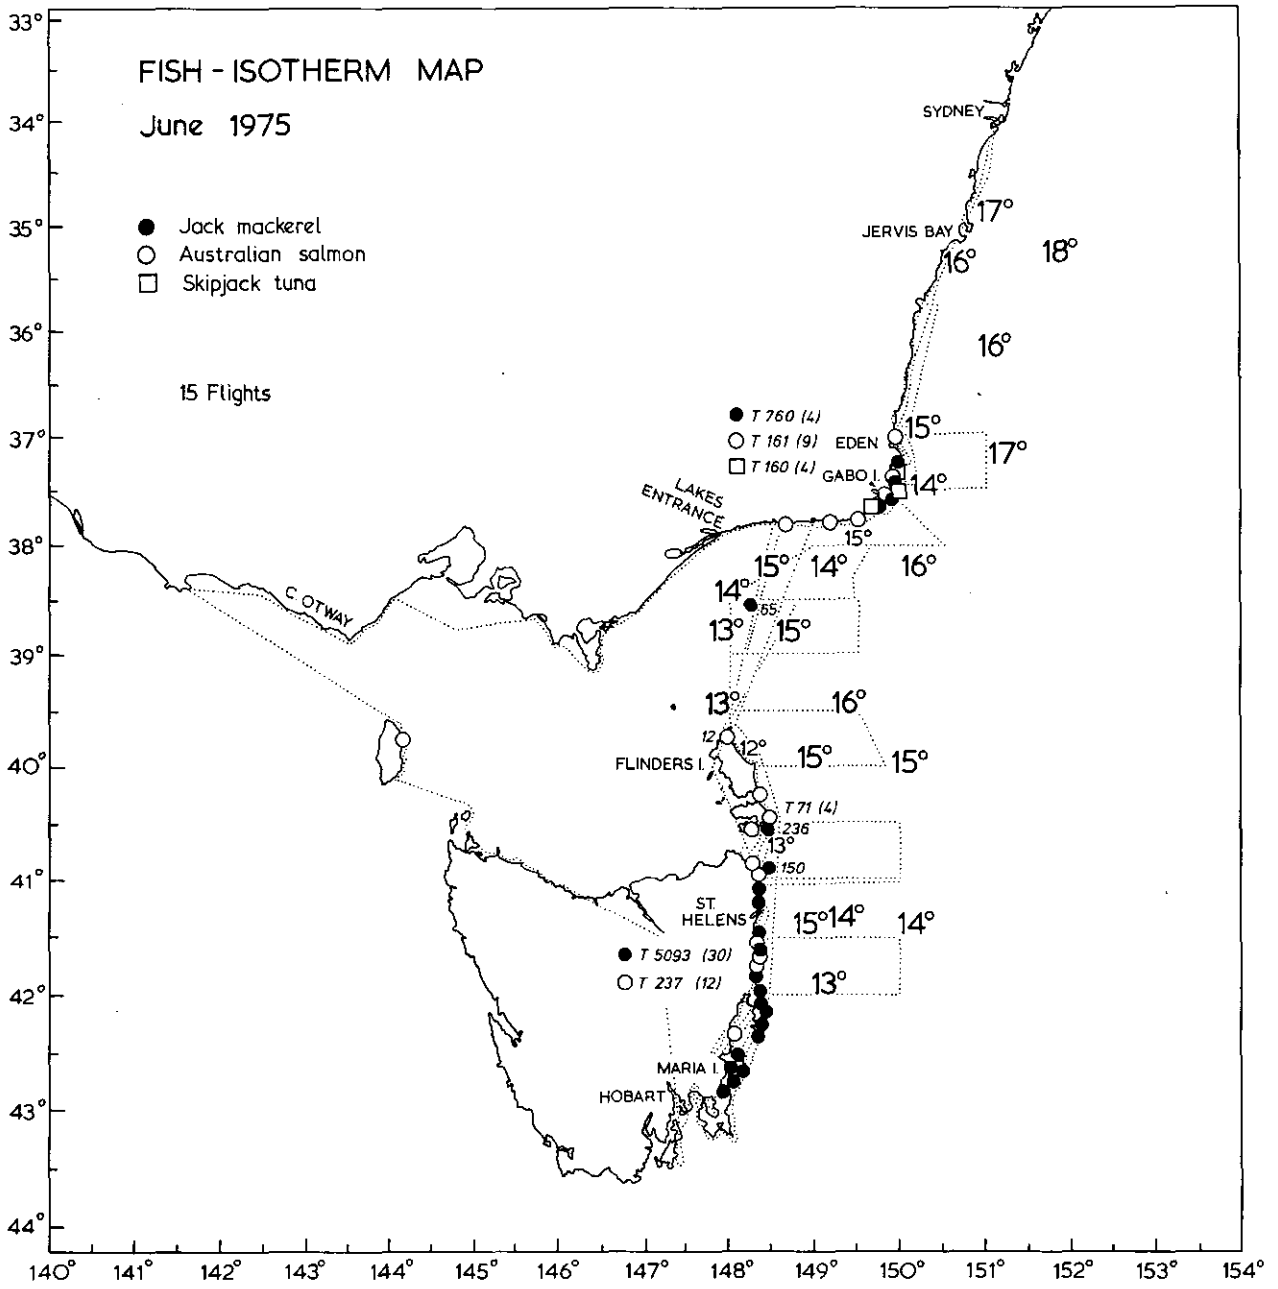 33°
FISH - ISOTHERM MAP
June 1975
SYDNEY
34°
Jack mackerel
Australian salmon
Skipjack tuna
17°
35°
JERVIS BAY
16°
18°
36°
16°
15 Flights
T 760 (4)
T 161 (9)
T 160 (4)
15°
EDEN
17°
37°
GABO I.
14°
LAKES
ENTRANCE
15°
38°
15°
14°
16°
14°
65
C. OTWAY
13°
15°
39°
13°
16°
12
12°
FLINDERS I.
15°
15°
40°
T 71 (4)
236
13°
150
41°
ST.
HELENS
15°
14°
14°
T 5093 (30)
T 237 (12)
13°
42°
MARIA I.
HOBART
43°
44°
140°
141°
142°
143°
144°
145°
146°
147°
148°
149°
150°
151°
152°
153°
154°